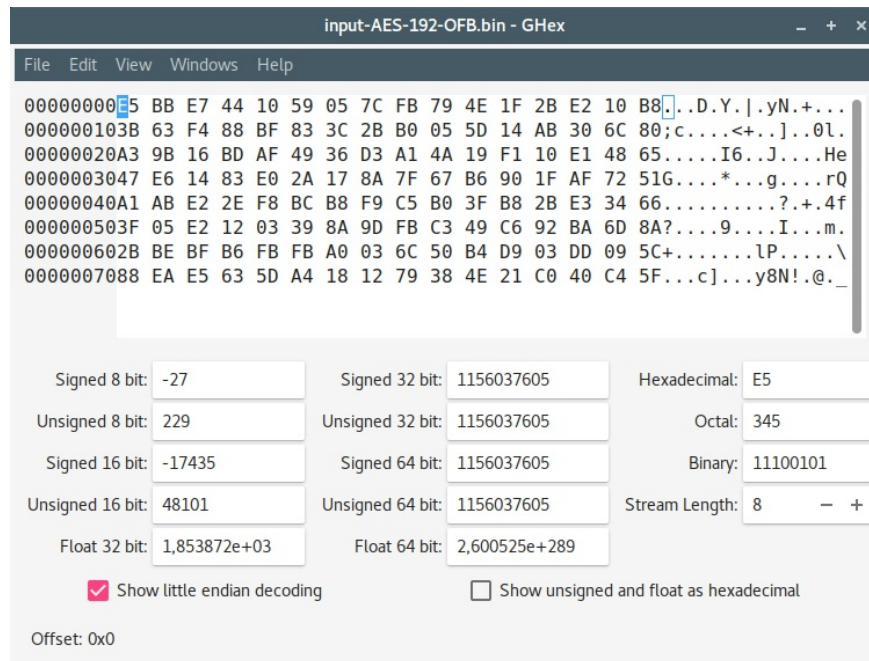 input-AES-192-OFB.bin - GHex
File Edit View Windows Help
00000000E5 BB E7 44 10 59 05 7C FB 79 4E 1F 2B E2 10 B8...D.Y.|.yN.+...
000000103B 63 F4 88 BF 83 3C 2B B0 05 5D 14 AB 30 6C 80;c....<+..]..0l.
00000020A3 9B 16 BD AF 49 36 D3 A1 4A 19 F1 10 E1 48 65.....I6..J....He
0000003047 E6 14 83 E0 2A 17 8A 7F 67 B6 90 1F AF 72 51G....*...g....rQ
00000040A1 AB E2 2E F8 BC B8 F9 C5 B0 3F B8 2B E3 34 66..........?.+.4f
000000503F 05 E2 12 03 39 8A 9D FB C3 49 C6 92 BA 6D 8A?....9....I...m.
000000602B BE BF B6 FB FB A0 03 6C 50 B4 D9 03 DD 09 5C+.......lP.....\
0000007088 EA E5 63 5D A4 18 12 79 38 4E 21 C0 40 C4 5F...c]...y8N!.@._
Signed 8 bit: -27 Signed 32 bit: 1156037605 Hexadecimal: E5
Unsigned 8 bit: 229 Unsigned 32 bit: 1156037605 Octal: 345
Signed 16 bit: -17435 Signed 64 bit: 1156037605 Binary: 11100101
Unsigned 16 bit: 48101 Unsigned 64 bit: 1156037605 Stream Length: 8 − +
Float 32 bit: 1,853872e+03 Float 64 bit: 2,600525e+289
Show little endian decoding Show unsigned and float as hexadecimal
Offset: 0x0